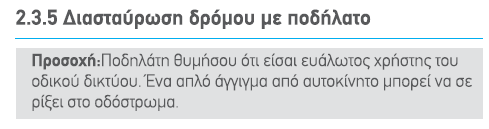 2.3.5 Διασταύρωση δρόμου με ποδήλατο
Προσοχή:Ποδηλάτη θυμήσου ότι είσαι ευάλωτος χρήστης του
οδικού δικτύου. Ένα απλό άγγιγμα από αυτοκίνητο μπορεί να σε
ρίξει στο οδόστρωμα.